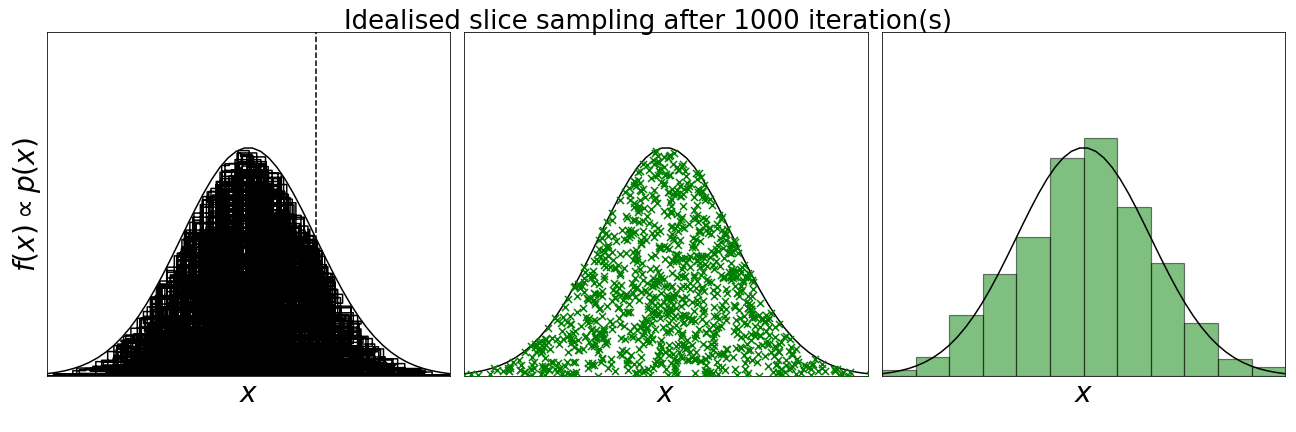 Idealised slice sampling after 1000 iteration(s)
f(x) ∝ p(x)
x
x
x